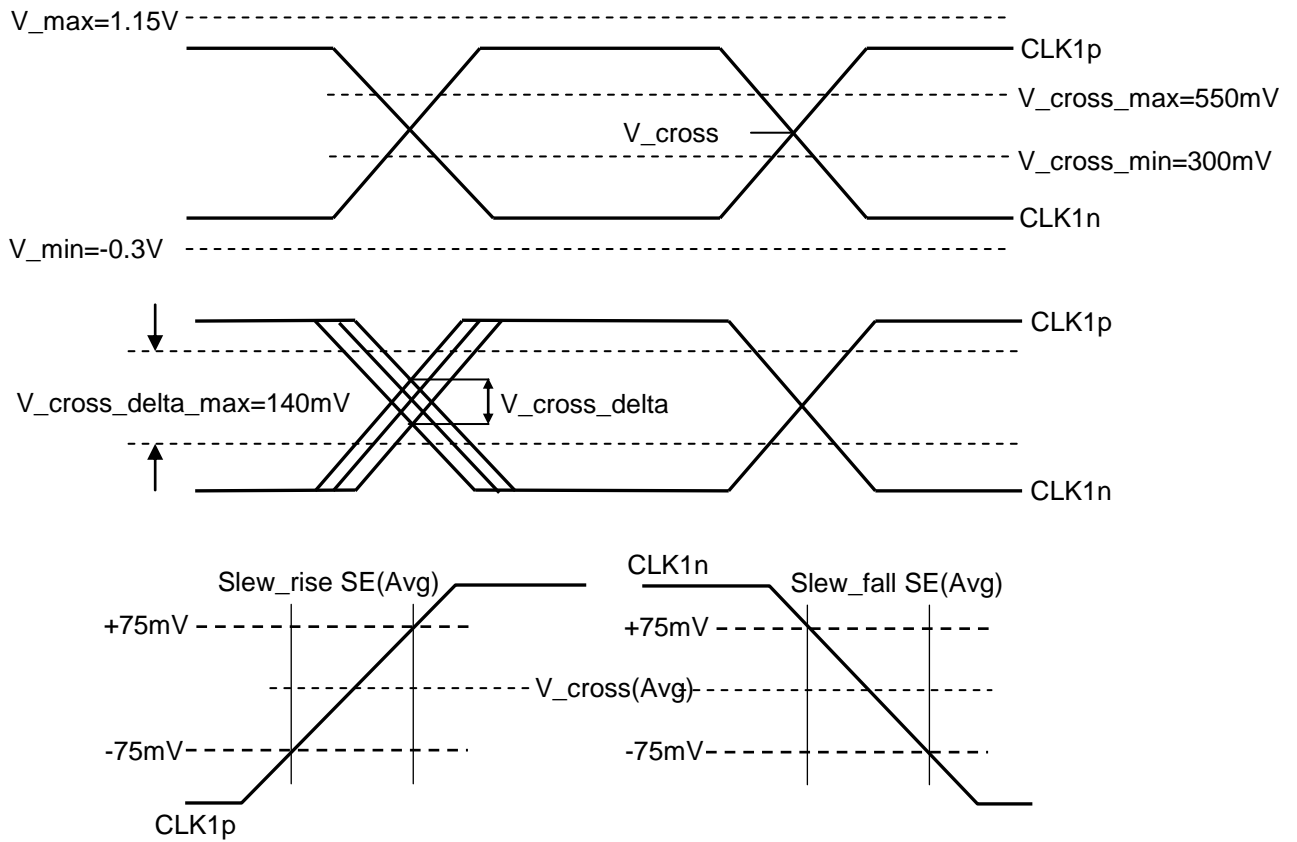 V_max=1.15V
CLK1p
V_cross_max=550mV
V_cross
V_cross_min=300mV
CLK1n
V_min=-0.3V
CLK1p
V_cross_delta_max=140mV
V_cross_delta
CLK1n
CLK1n
Slew_rise SE(Avg)
Slew_fall SE(Avg)
+75mV
+75mV
V_cross(Avg)
-75mV
-75mV
CLK1p